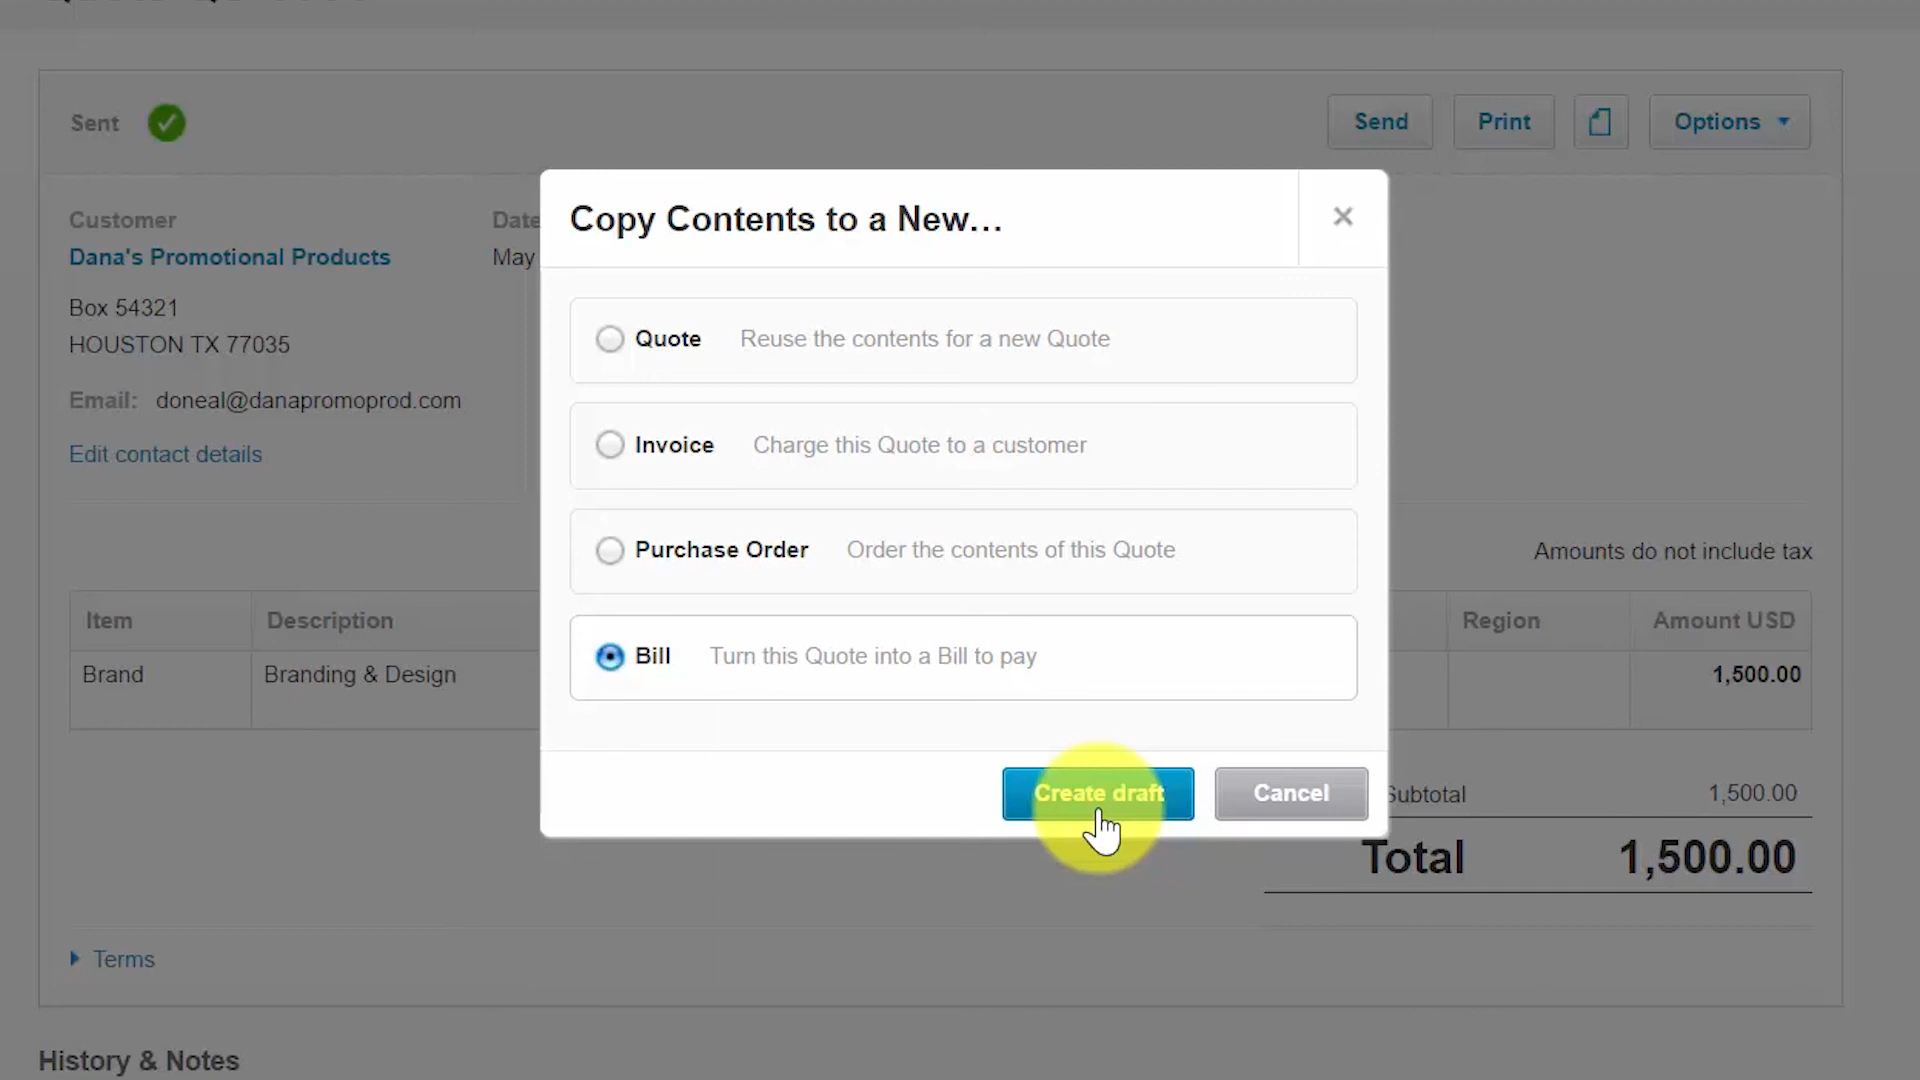 Sent
Send
Print
Options
Copy Contents to a New...
Customer
Date
Dana's Promotional Products
May
Box 54321
HOUSTON TX 77035
Quote Reuse the contents for a new Quote
Email: doneal@danapromoprod.com
Invoice Charge this Quote to a customer
Edit contact details
Purchase Order Order the contents of this Quote
Amounts do not include tax
Item Description Region Amount USD
Bill Turn this Quote into a Bill to pay
Brand Branding & Design 1,500.00
Create draft Cancel
Subtotal 1,500.00
Total 1,500.00
Terms
History & Notes